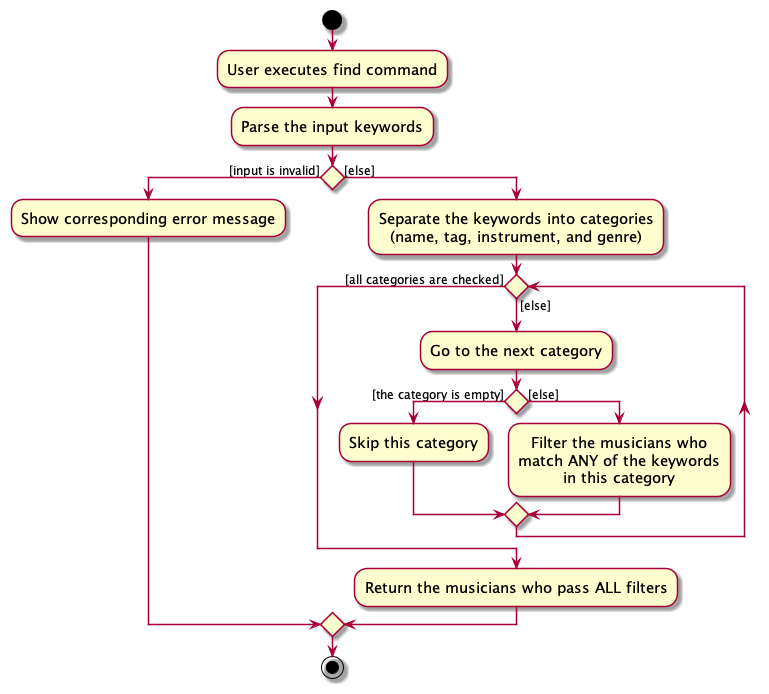 User executes find command
Parse the input keywords
[input is invalid]
[else]
Show corresponding error message
Separate the keywords into categories
(name, tag, instrument, and genre)
[all categories are checked]
[else]
Go to the next category
[the category is empty]
[else]
Skip this category
Filter the musicians who
match ANY of the keywords
in this category
Return the musicians who pass ALL filters